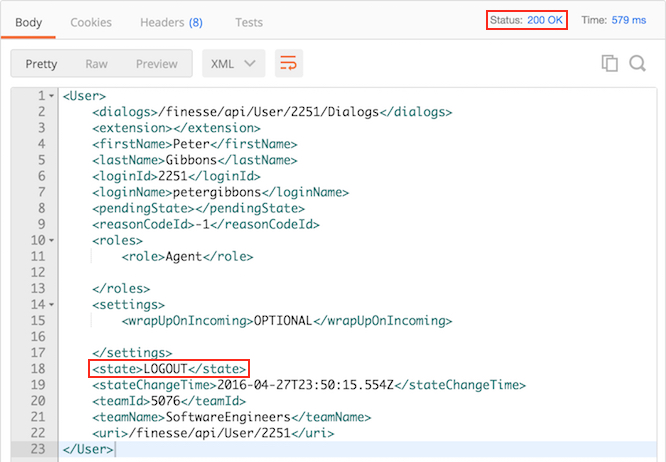 Body Cookies Headers (8) Tests Status: 200 OK Time: 579 ms
Pretty Raw Preview XML
1 <User>
2 <dialogs>/finesse/api/User/2251/Dialogs</dialogs>
3 <extension></extension>
4 <firstName>Peter</firstName>
5 <lastName>Gibbons</lastName>
6 <loginId>2251</loginId>
7 <loginName>petergibbons</loginName>
8 <pendingState></pendingState>
9 <reasonCodeId>-1</reasonCodeId>
10 <roles>
11 <role>Agent</role>
12
13 </roles>
14 <settings>
15 <wrapUpOnIncoming>OPTIONAL</wrapUpOnIncoming>
16
17 </settings>
18 <state>LOGOUT</state>
19 <stateChangeTime>2016-04-27T23:50:15.554Z</stateChangeTime>
20 <teamId>5076</teamId>
21 <teamName>SoftwareEngineers</teamName>
22 <uri>/finesse/api/User/2251</uri>
23 </User>